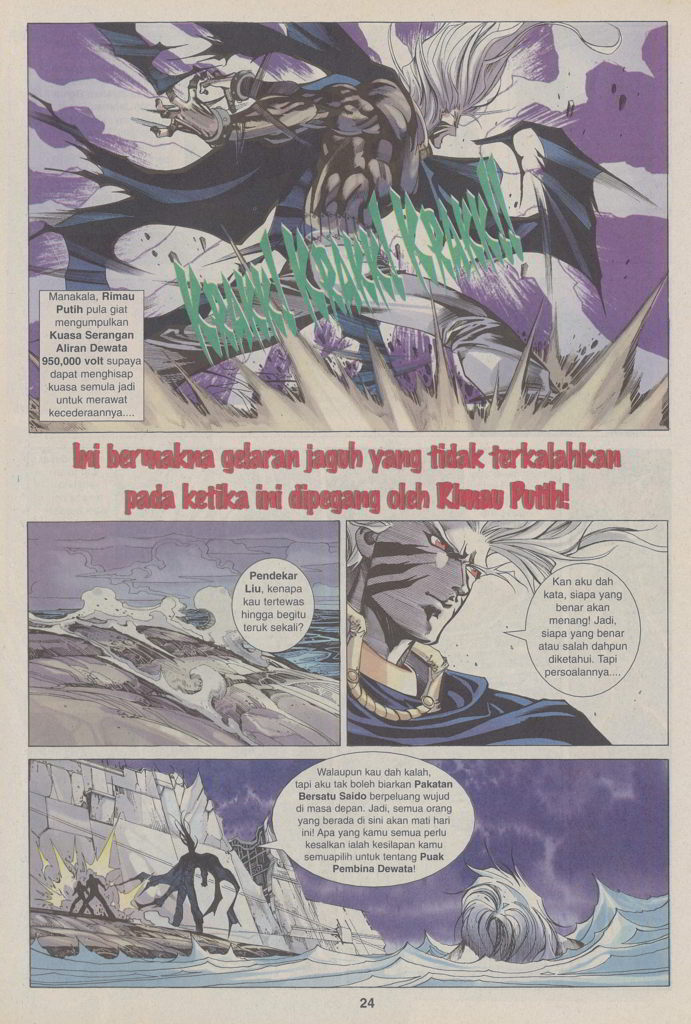 KRAKK! KRAKK! KRAKK!!
Manakala, Rimau
Putih pula giat
mengumpulkan
Kuasa Serangan
Aliran Dewata
950,000 volt supaya
dapat menghisap
kuasa semula jadi
untuk merawat
kecederaannya....
Ini bermakna gelaran jaguh yang tidak terkalahkan
pada ketika ini dipegang oleh Rimau Putih!
Pendekar
Liu, kenapa
kau tertewas
hingga begitu
teruk sekali?
Kan aku dah
kata, siapa yang
benar akan
menang! Jadi,
siapa yang benar
atau salah dahpun
diketahui. Tapi
persoalannya....
Walaupun kau dah kalah,
tapi aku tak boleh biarkan Pakatan
Bersatu Saido berpeluang wujud
di masa depan. Jadi, semua orang
yang berada di sini akan mati hari
ini! Apa yang kamu semua perlu
kesalkan ialah kesilapan kamu
semuapilih untuk tentang Puak
Pembina Dewata!
24